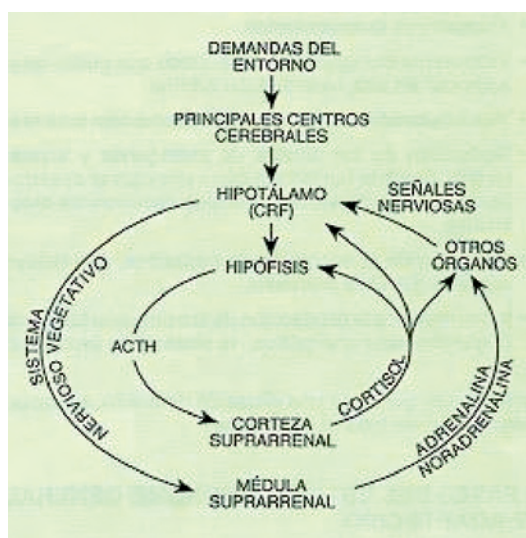 DEMANDAS DEL
ENTORNO
PRINCIPALES CENTROS
CEREBRALES
HIPOTÁLAMO
(CRF)
SEÑALES
NERVIOSAS
HIPÓFISIS
OTROS
ÓRGANOS
SISTEMA
NERVIOSO VEGETATIVO
ACTH
CORTISOL
ADRENALINA
NORADRENALINA
CORTEZA
SUPRARRENAL
MÉDULA
SUPRARRENAL